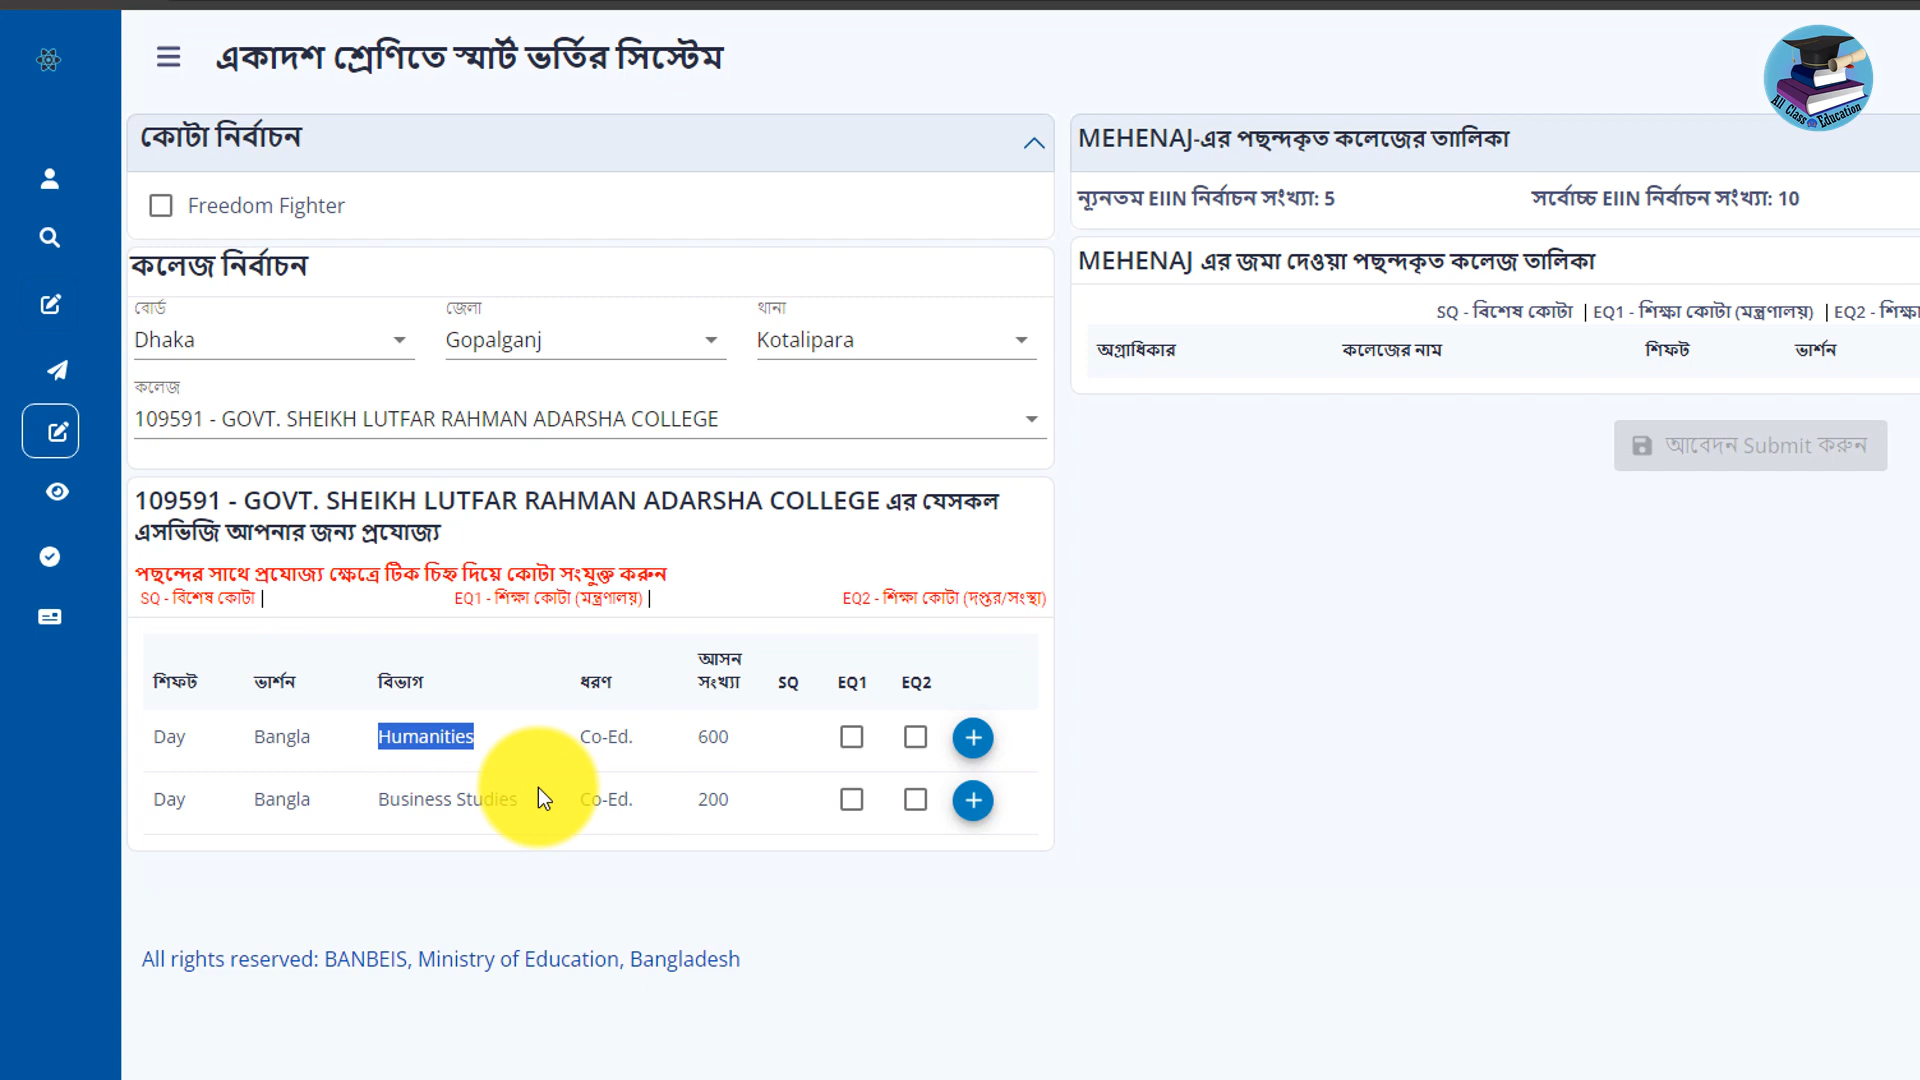 একাদশ শ্রেণিতে স্মার্ট ভর্তির সিস্টেম
All Class Education
কোটা নির্বাচন
Freedom Fighter
কলেজ নির্বাচন
বোর্ড জেলা থানা
Dhaka Gopalganj Kotalipara
কলেজ
109591 - GOVT. SHEIKH LUTFAR RAHMAN ADARSHA COLLEGE
109591 - GOVT. SHEIKH LUTFAR RAHMAN ADARSHA COLLEGE এর যেসকল
এসভিজি আপনার জন্য প্রযোজ্য
পছন্দের সাথে প্রযোজ্য ক্ষেত্রে টিক চিহ্ন দিয়ে কোটা সংযুক্ত করুন
SQ - বিশেষ কোটা | EQ1 - শিক্ষা কোটা (মন্ত্রণালয়) | EQ2 - শিক্ষা কোটা (দপ্তর/সংস্থা)
শিফট ভার্শন বিভাগ ধরণ আসন সংখ্যা SQ EQ1 EQ2
Day Bangla Humanities Co-Ed. 600
Day Bangla Business Studies Co-Ed. 200
All rights reserved: BANBEIS, Ministry of Education, Bangladesh
MEHENAJ-এর পছন্দকৃত কলেজের তাালিকা
ন্যূনতম EIIN নির্বাচন সংখ্যা: 5 সর্বোচ্চ EIIN নির্বাচন সংখ্যা: 10
MEHENAJ এর জমা দেওয়া পছন্দকৃত কলেজ তালিকা
SQ - বিশেষ কোটা | EQ1 - শিক্ষা কোটা (মন্ত্রণালয়) | EQ2 - শিক্ষা
অগ্রাধিকার কলেজের নাম শিফট ভার্শন
আবেদন Submit করুন